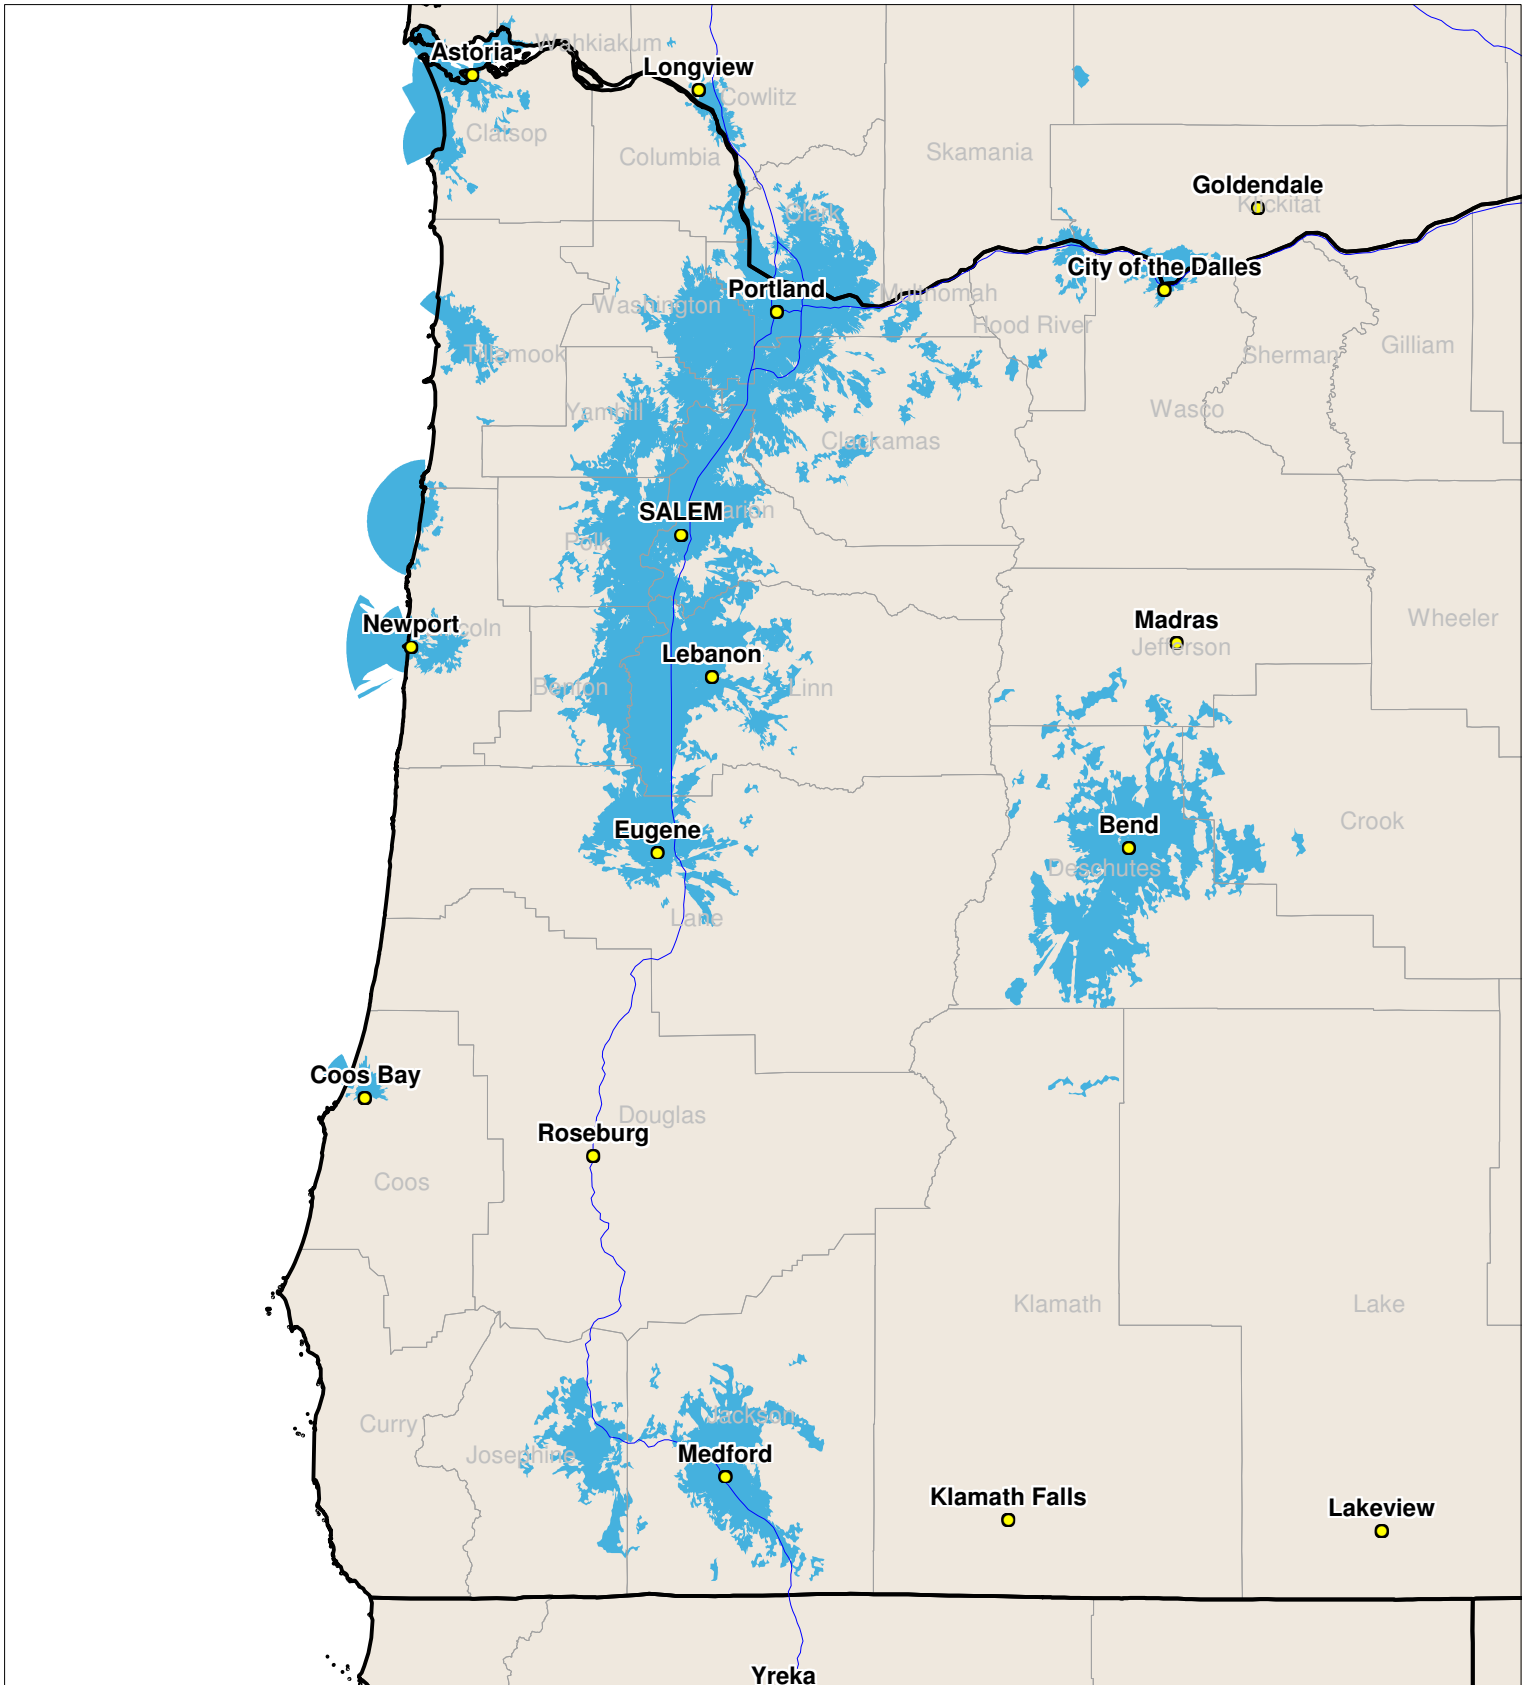 Wahkiakum
Astoria
Longview
Cowlitz
Clatsop
Columbia
Skamania
Goldendale
Klickitat
Clark
City of the Dalles
Portland
Multnomah
Washington
Hood River
Gilliam
Tillamook
Sherman
Wasco
Yamhill
Clackamas
SALEM
Marion
Polk
Newport
Lincoln
Madras
Jefferson
Wheeler
Lebanon
Benton
Linn
Crook
Eugene
Bend
Deschutes
Lane
Coos Bay
Douglas
Roseburg
Coos
Klamath
Lake
Curry
Jackson
Josephine
Medford
Klamath Falls
Lakeview
Yreka